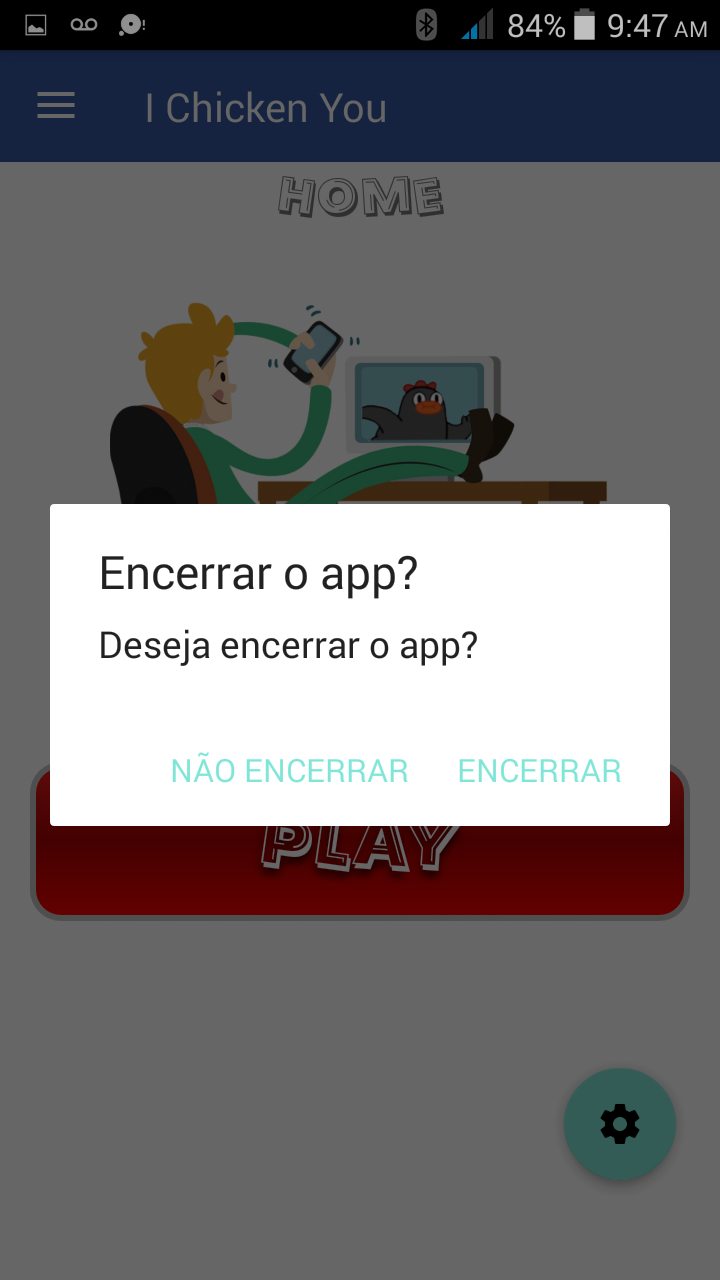 84% 9:47 AM
I Chicken You
HOME
Encerrar o app?
Deseja encerrar o app?
NÃO ENCERRAR ENCERRAR
PLAY